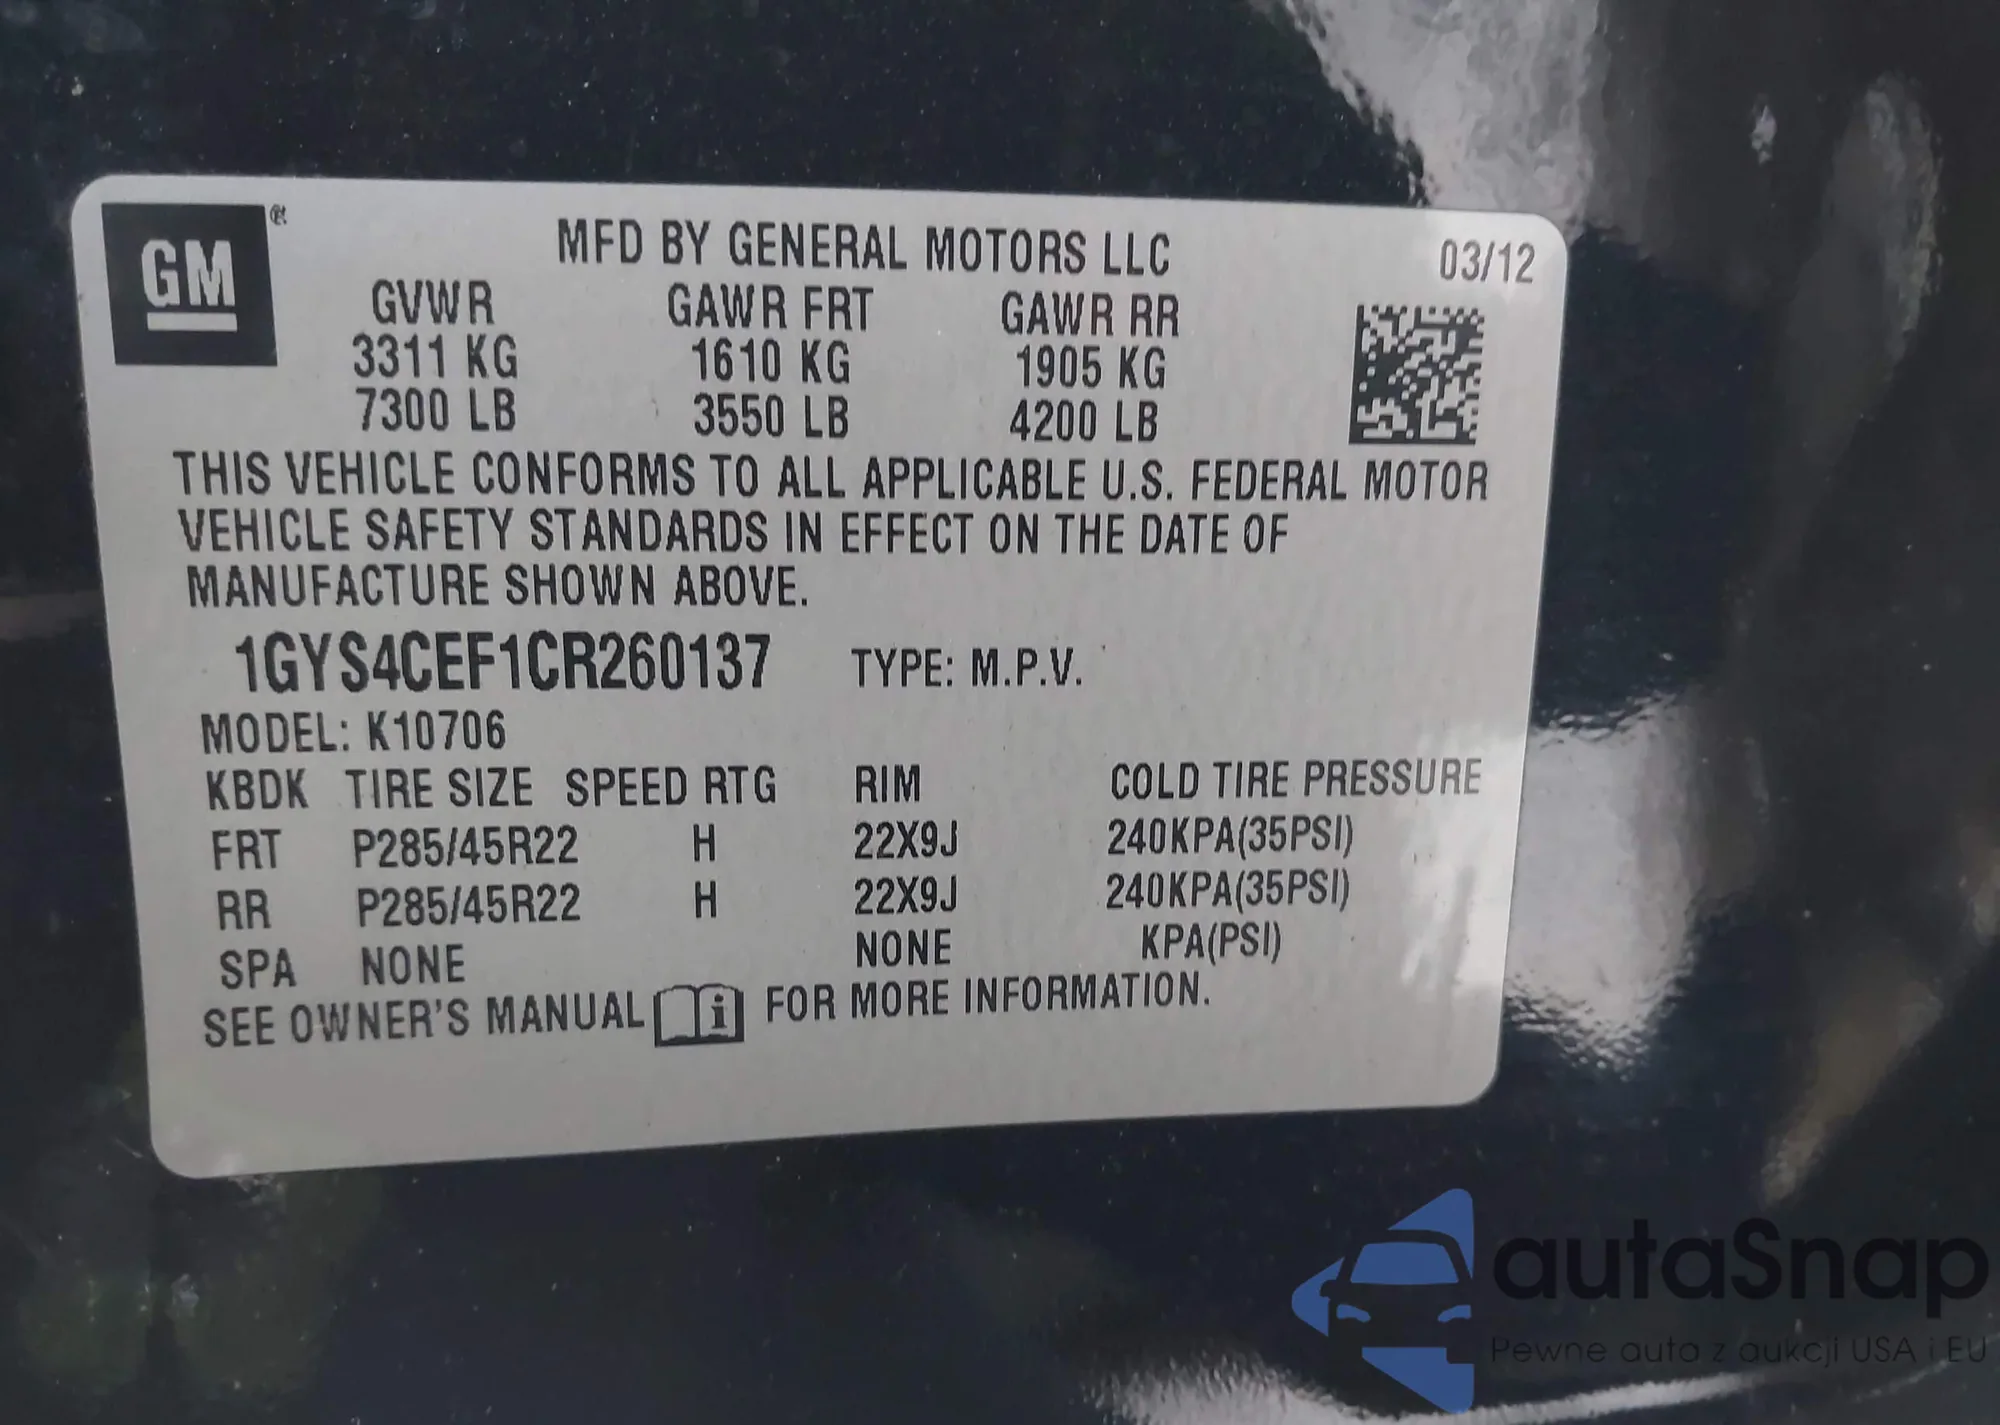 GM®
MFD BY GENERAL MOTORS LLC 03/12
GVWR GAWR FRT GAWR RR
3311 KG 1610 KG 1905 KG
7300 LB 3550 LB 4200 LB
THIS VEHICLE CONFORMS TO ALL APPLICABLE U.S. FEDERAL MOTOR
VEHICLE SAFETY STANDARDS IN EFFECT ON THE DATE OF
MANUFACTURE SHOWN ABOVE.
1GYS4CEF1CR260137 TYPE: M.P.V.
MODEL: K10706
KBDK TIRE SIZE SPEED RTG RIM COLD TIRE PRESSURE
FRT P285/45R22 H 22X9J 240KPA(35PSI)
RR P285/45R22 H 22X9J 240KPA(35PSI)
SPA NONE NONE KPA(PSI)
SEE OWNER'S MANUAL i FOR MORE INFORMATION.
autaSnap
Pewne auta z aukcji USA i EU